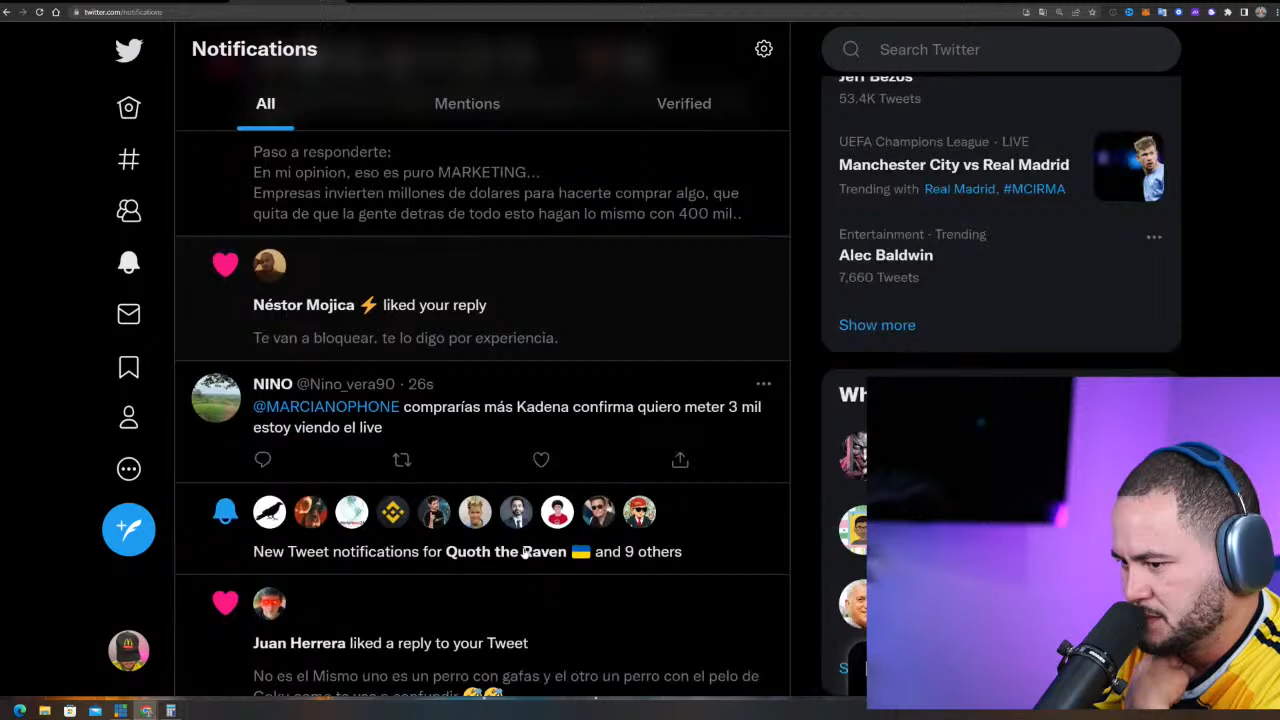 twitter.com/notifications
Notifications
Search Twitter
All
Mentions
Verified
Paso a responderte:
En mi opinion, eso es puro MARKETING...
Empresas invierten millones de dolares para hacerte comprar algo, que
quita de que la gente detras de todo esto hagan lo mismo con 400 mil..
Néstor Mojica ⚡ liked your reply
Te van a bloquear. te lo digo por experiencia.
NINO @Nino_vera90 · 26s
@MARCIANOPHONE comprarías más Kadena confirma quiero meter 3 mil
estoy viendo el live
New Tweet notifications for Quoth the Raven 🇺🇦 and 9 others
Juan Herrera liked a reply to your Tweet
No es el Mismo uno es un perro con gafas y el otro un perro con el pelo de
Jeff Bezos
53.4K Tweets
UEFA Champions League · LIVE
Manchester City vs Real Madrid
Trending with Real Madrid, #MCIRMA
Entertainment · Trending
Alec Baldwin
7,660 Tweets
Show more